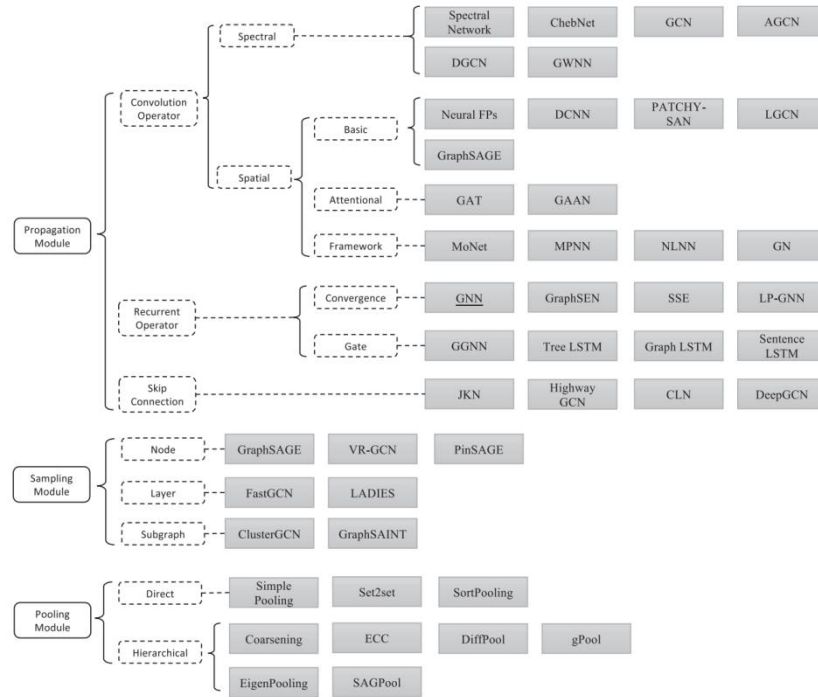 Spectral
Network
ChebNet
GCN
AGCN
Spectral
DGCN
GWNN
Convolution
Operator
Neural FPs
DCNN
PATCHY-
SAN
LGCN
Basic
GraphSAGE
Spatial
Attentional
GAT
GAAN
Propagation
Module
Framework
MoNet
MPNN
NLNN
GN
Convergence
GNN
GraphSEN
SSE
LP-GNN
Recurrent
Operator
Gate
GGNN
Tree LSTM
Graph LSTM
Sentence
LSTM
Skip
Connection
JKN
Highway
GCN
CLN
DeepGCN
Node
GraphSAGE
VR-GCN
PinSAGE
Sampling
Module
Layer
FastGCN
LADIES
Subgraph
ClusterGCN
GraphSAINT
Direct
Simple
Pooling
Set2set
SortPooling
Pooling
Module
Hierarchical
Coarsening
ECC
DiffPool
gPool
EigenPooling
SAGPool